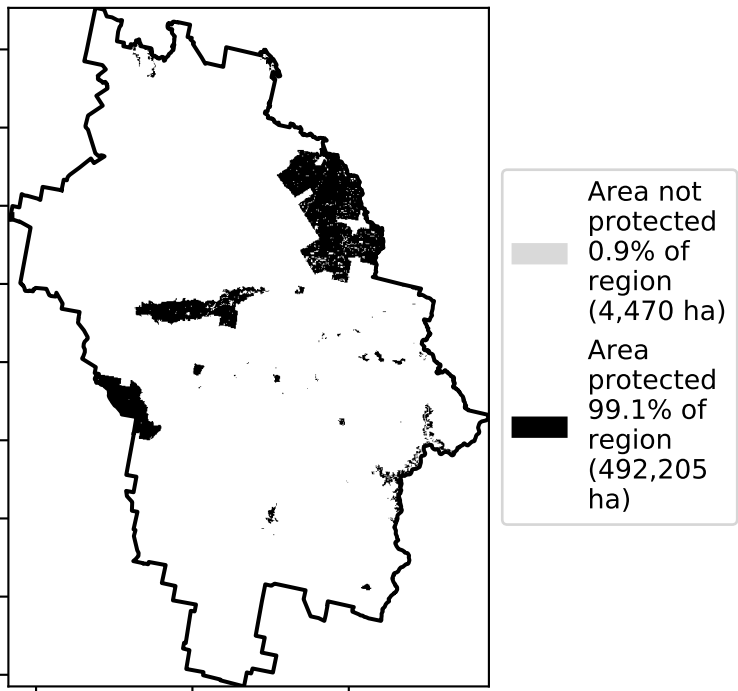 Area not
protected
0.9% of
region
(4,470 ha)
Area
protected
99.1% of
region
(492,205
ha)